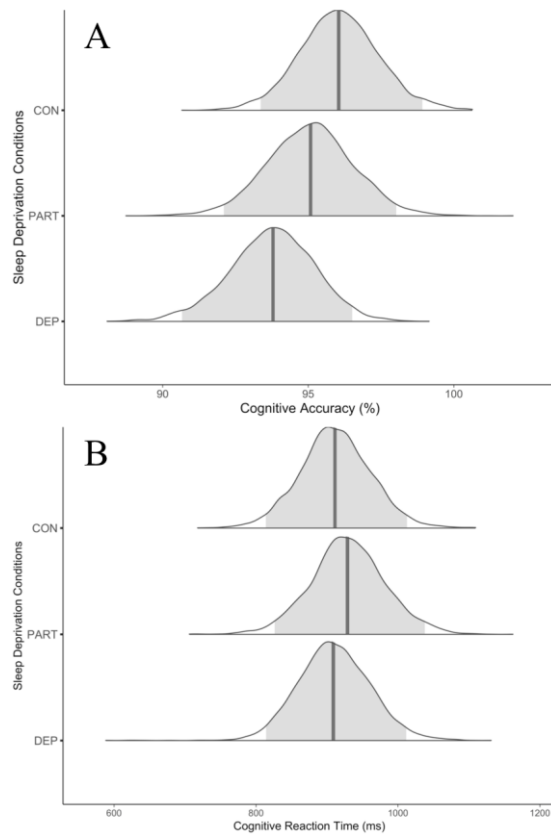 A
Sleep Deprivation Conditions
CON
PART
DEP
90 95 100
Cognitive Accuracy (%)
B
Sleep Deprivation Conditions
CON
PART
DEP
600 800 1000 1200
Cognitive Reaction Time (ms)